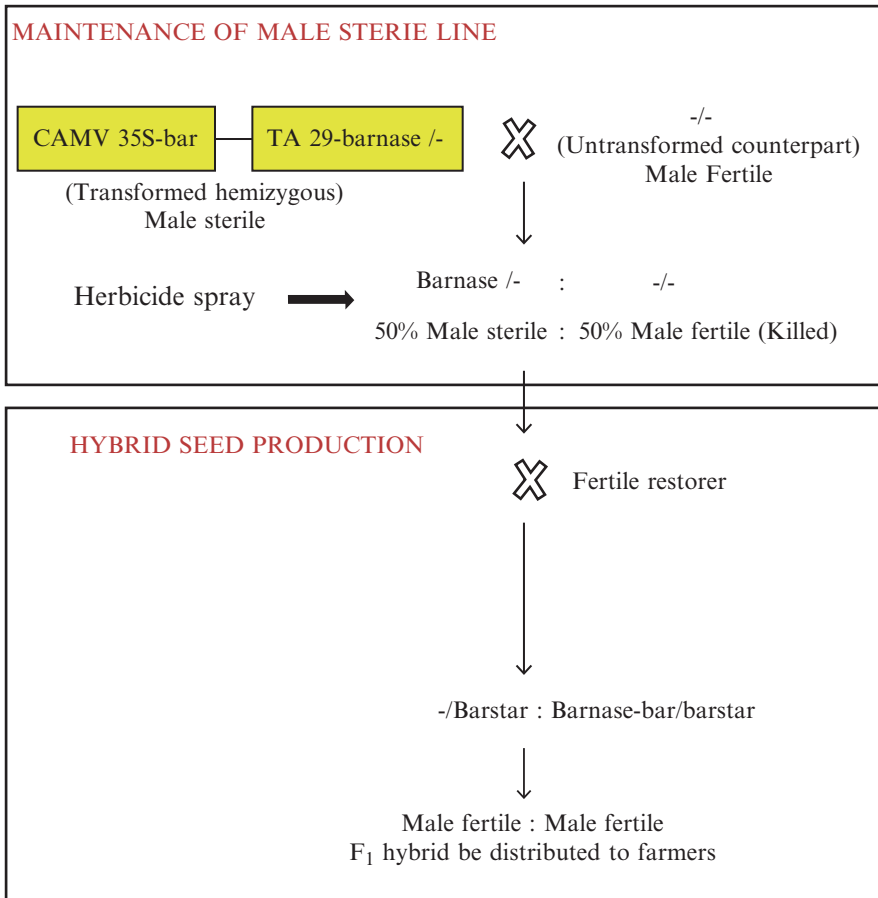 MAINTENANCE OF MALE STERIE LINE
CAMV 35S-bar TA 29-barnase /-
-/-
(Untransformed counterpart)
Male Fertile
(Transformed hemizygous)
Male sterile
Herbicide spray
Barnase /- : -/-
50% Male sterile : 50% Male fertile (Killed)
HYBRID SEED PRODUCTION
Fertile restorer
-/Barstar : Barnase-bar/barstar
Male fertile : Male fertile
F₁ hybrid be distributed to farmers